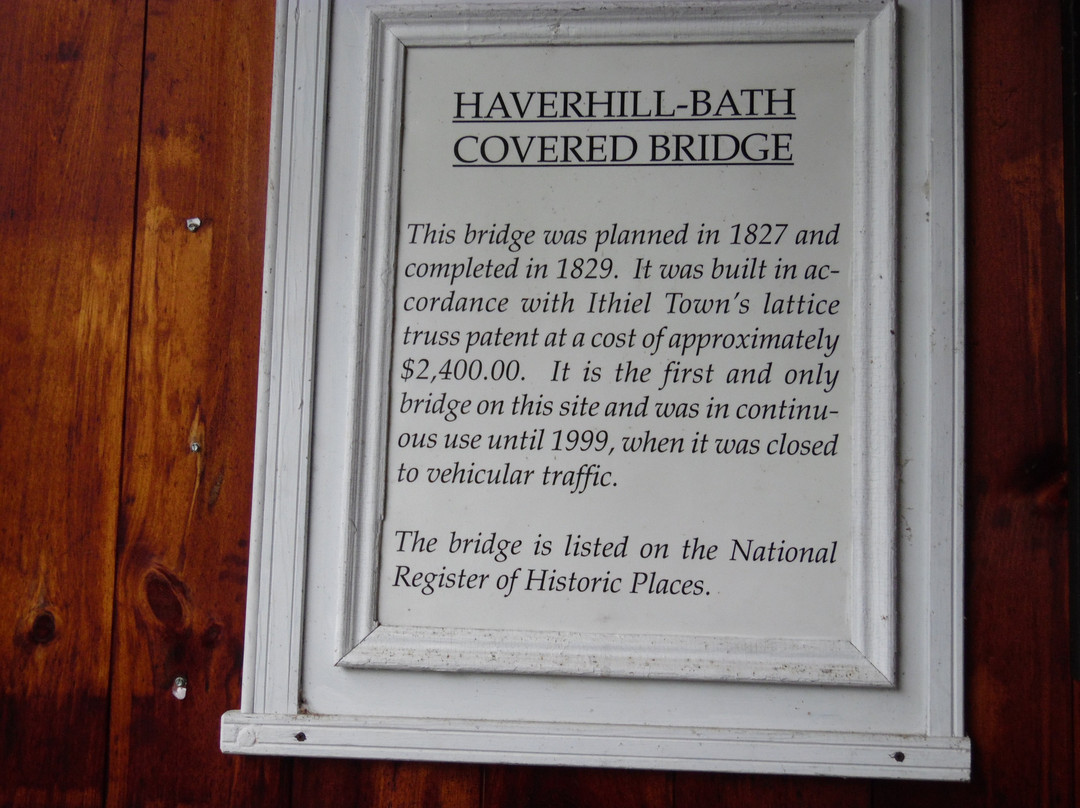 HAVERHILL-BATH
COVERED BRIDGE
This bridge was planned in 1827 and
completed in 1829. It was built in ac-
cordance with Ithiel Town's lattice
truss patent at a cost of approximately
$2,400.00. It is the first and only
bridge on this site and was in continu-
ous use until 1999, when it was closed
to vehicular traffic.
The bridge is listed on the National
Register of Historic Places.